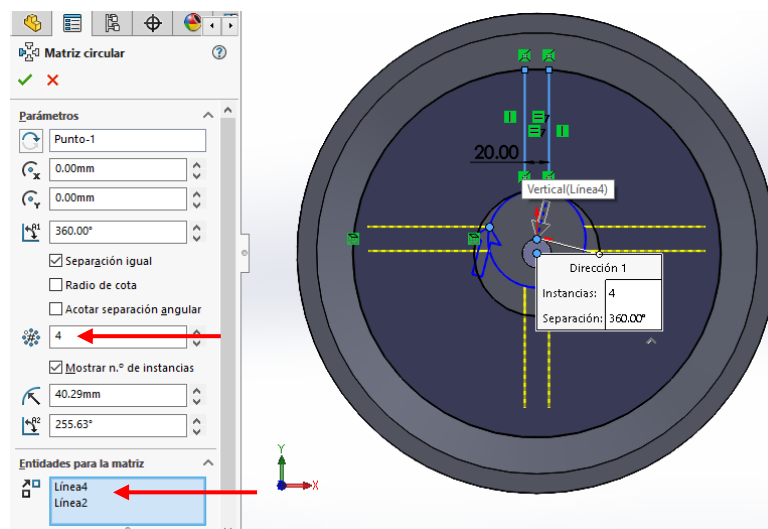 Matriz circular
Parámetros
Punto-1
0.00mm
0.00mm
360.00°
Separación igual
Radio de cota
Acotar separación angular
4
Mostrar n.º de instancias
40.29mm
255.63°
Entidades para la matriz
Línea4
Línea2
20.00
Vertical(Línea4)
Dirección 1
Instancias: 4
Separación: 360.00°
Y
X